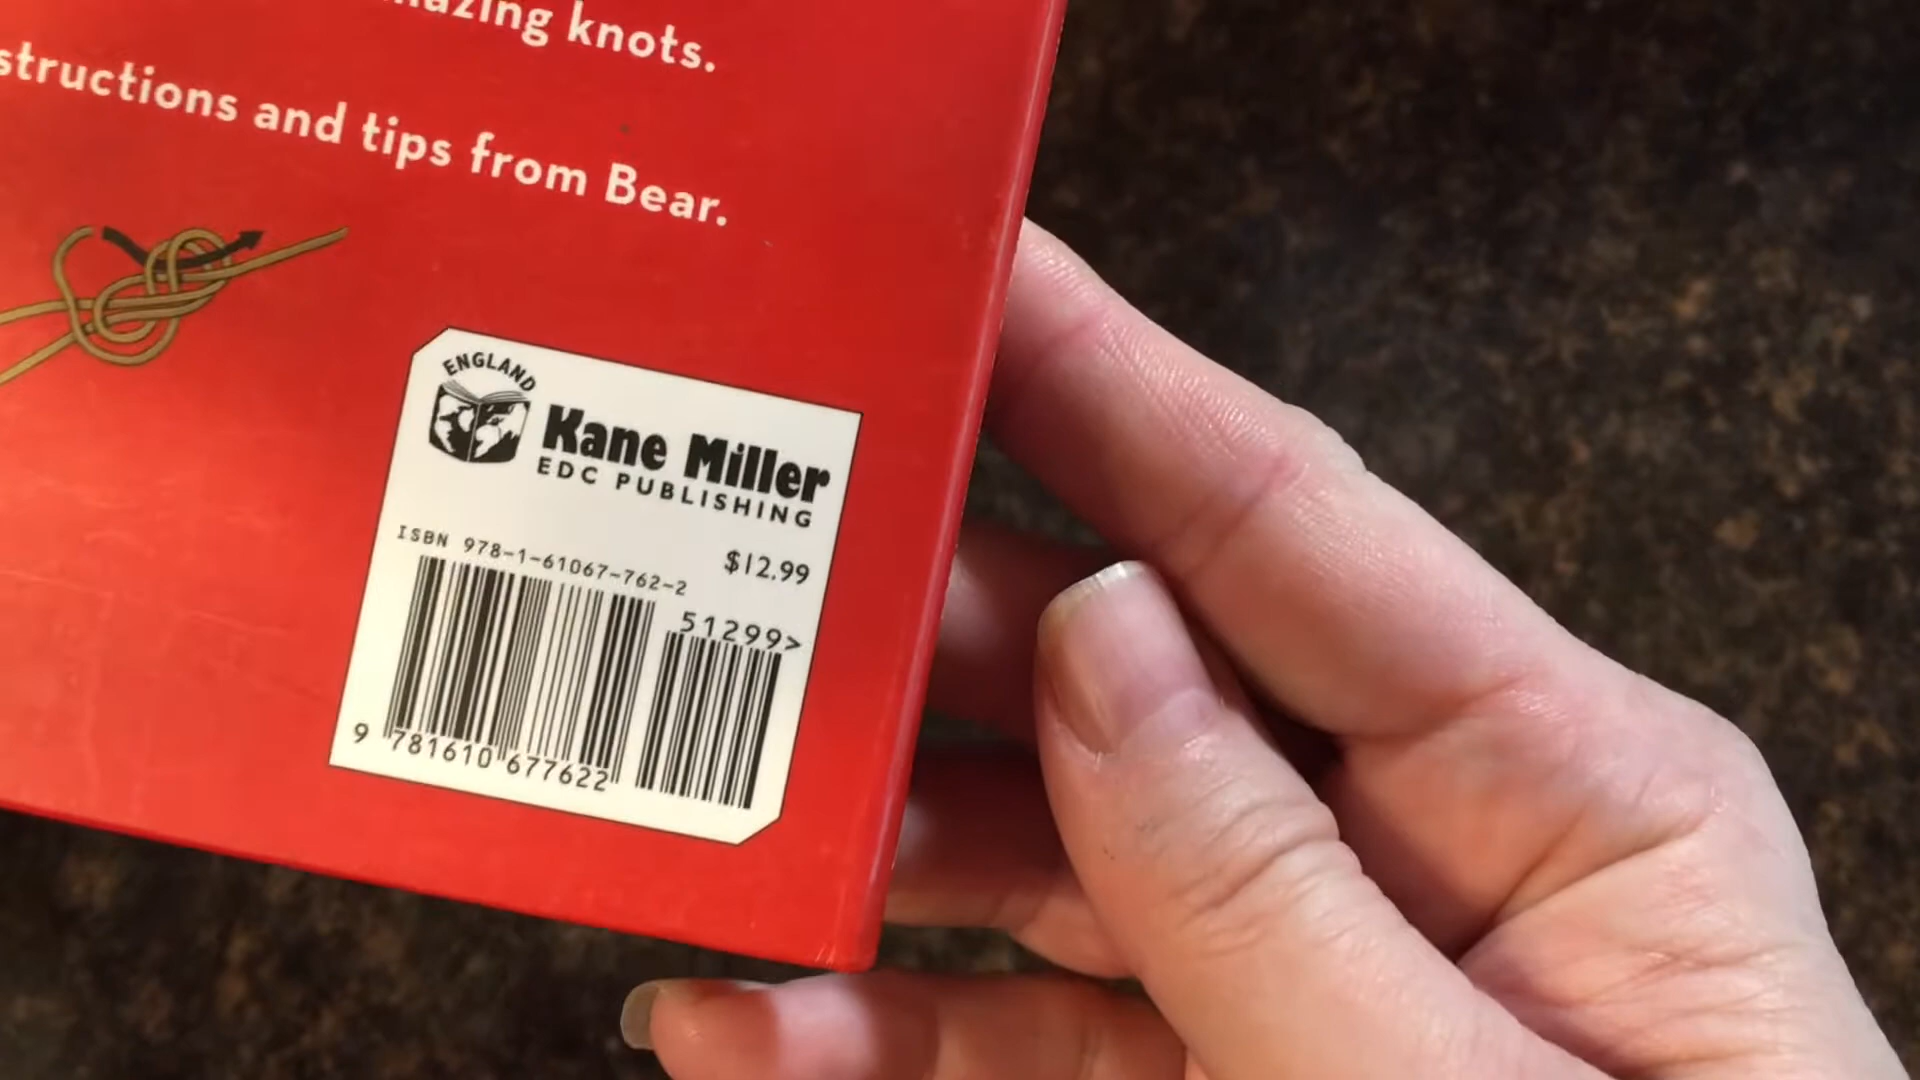 knots.
and tips from Bear.
ENGLAND
Kane Miller
EDC PUBLISHING
ISBN 978-1-61067-762-2
$12.99
51299>
9 781610 677622